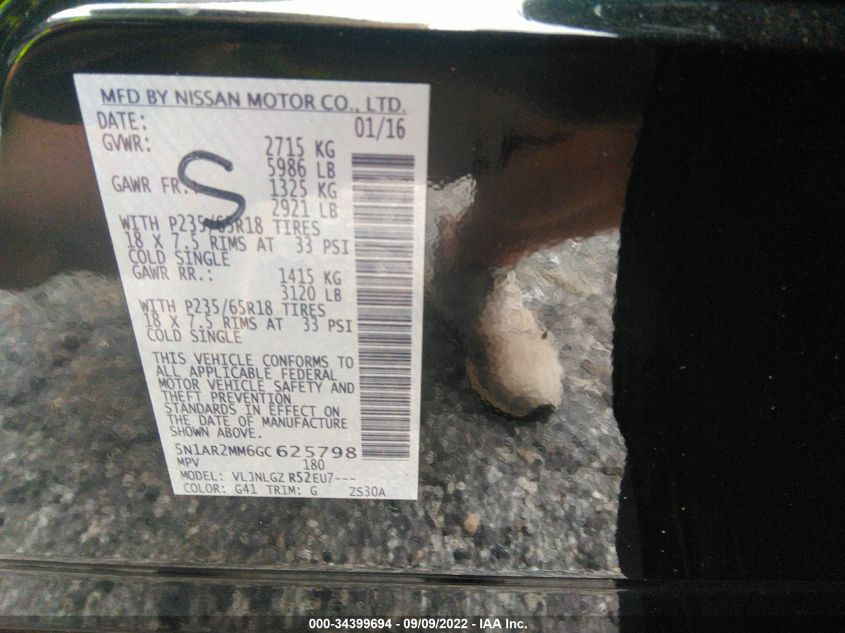 MFD BY NISSAN MOTOR CO., LTD.
DATE: 01/16
GVWR: 2715 KG
5986 LB
GAWR FR.: 1325 KG
2921 LB
WITH P235/65R18 TIRES
18 X 7.5 RIMS AT 33 PSI
COLD SINGLE
GAWR RR.: 1415 KG
3120 LB
WITH P235/65R18 TIRES
18 X 7.5 RIMS AT 33 PSI
COLD SINGLE
THIS VEHICLE CONFORMS TO
ALL APPLICABLE FEDERAL
MOTOR VEHICLE SAFETY AND
THEFT PREVENTION
STANDARDS IN EFFECT ON
THE DATE OF MANUFACTURE
SHOWN ABOVE.
5N1AR2MM6GC625798
MPV 180
MODEL: VLJNLGZ R52EU7---
COLOR: G41 TRIM: G ZS30A
S
000-34399694 - 09/09/2022 - IAA Inc.